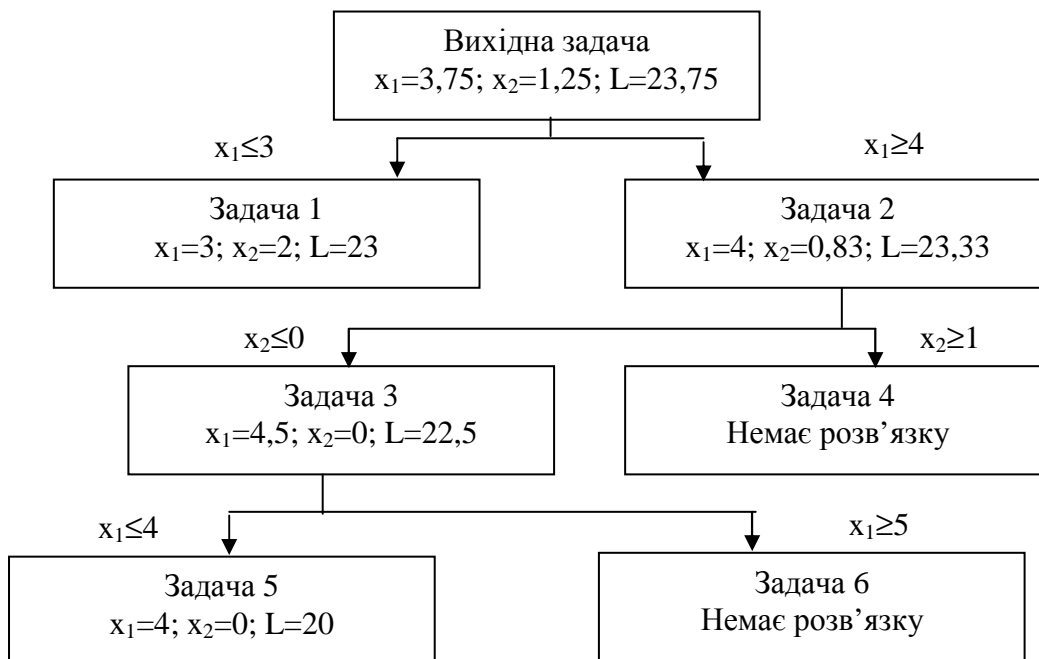 Вихідна задача
x₁=3,75; x₂=1,25; L=23,75
x₁≤3
x₁≥4
Задача 1
x₁=3; x₂=2; L=23
Задача 2
x₁=4; x₂=0,83; L=23,33
x₂≤0
x₂≥1
Задача 3
x₁=4,5; x₂=0; L=22,5
Задача 4
Немає розв’язку
x₁≤4
x₁≥5
Задача 5
x₁=4; x₂=0; L=20
Задача 6
Немає розв’язку